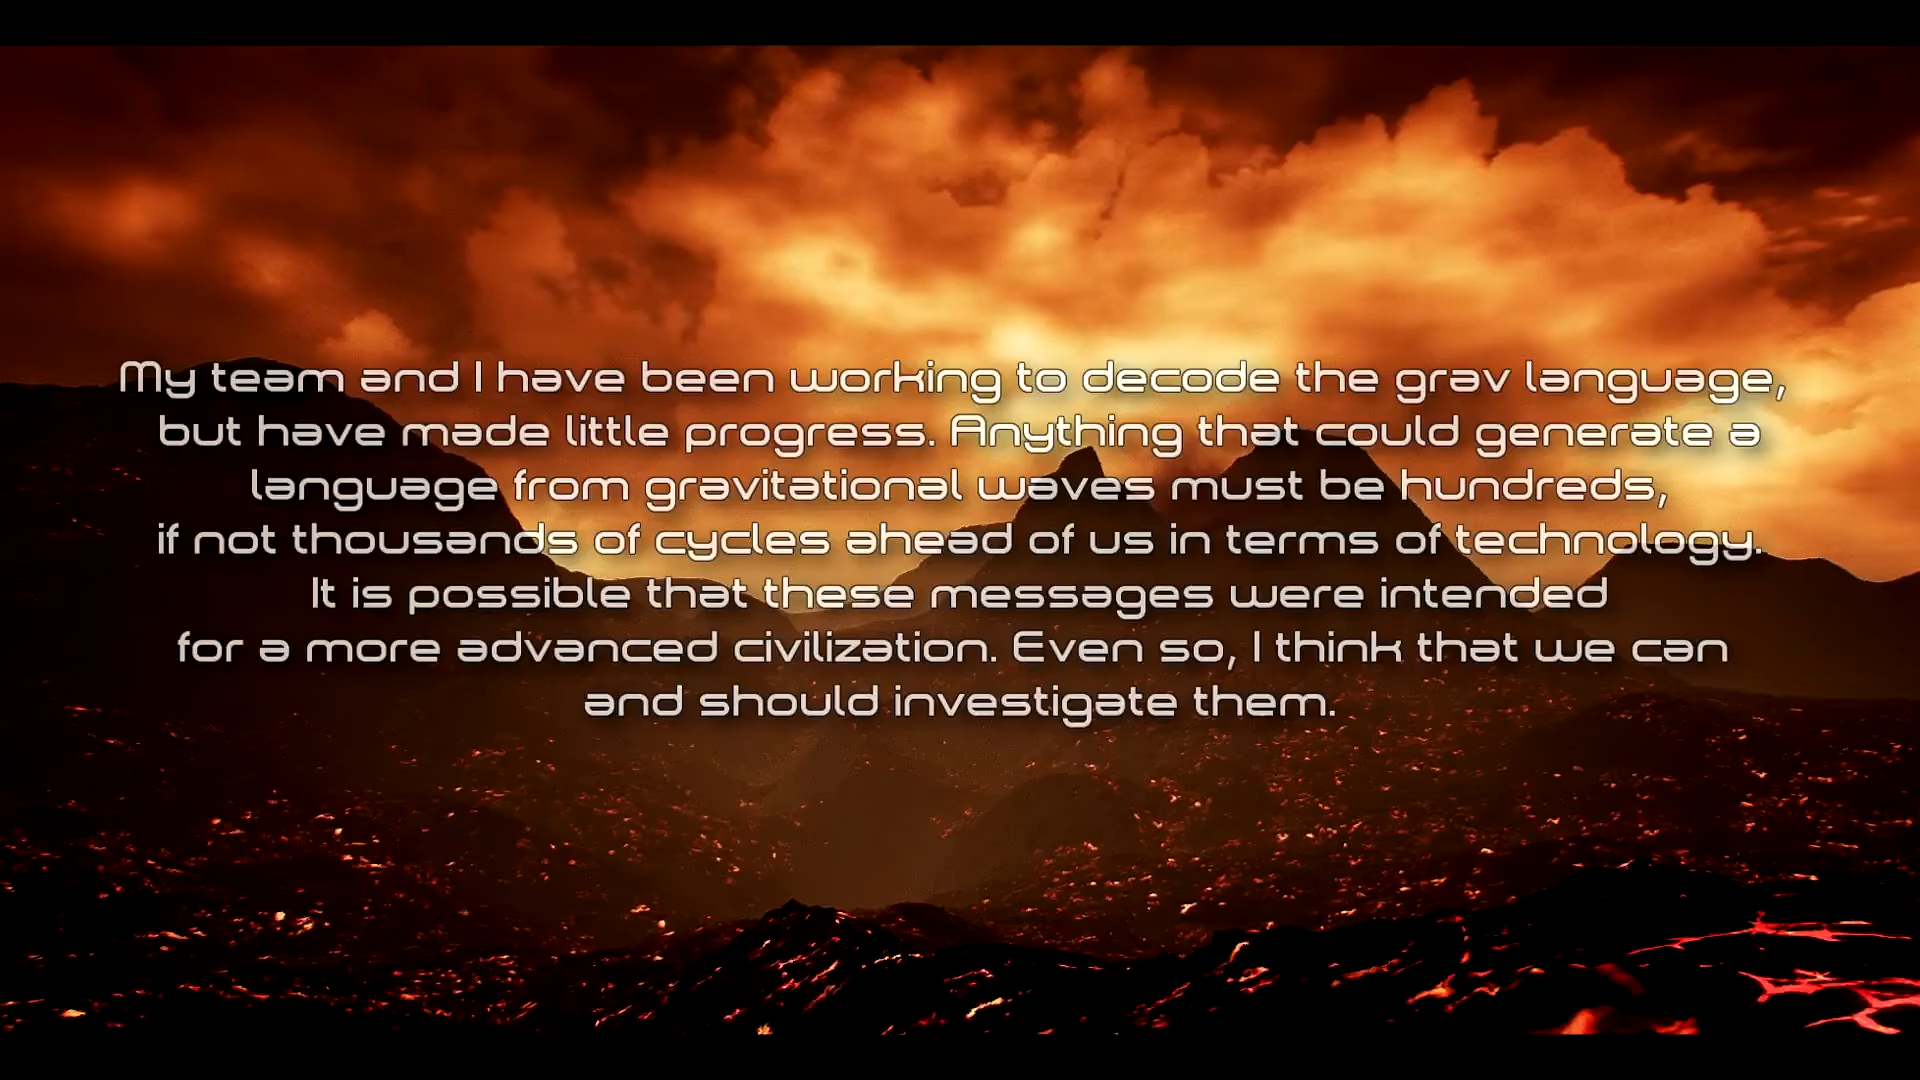 My team and I have been working to decode the grav language,
but have made little progress. Anything that could generate a
language from gravitational waves must be hundreds,
if not thousands of cycles ahead of us in terms of technology.
It is possible that these messages were intended
for a more advanced civilization. Even so, I think that we can
and should investigate them.